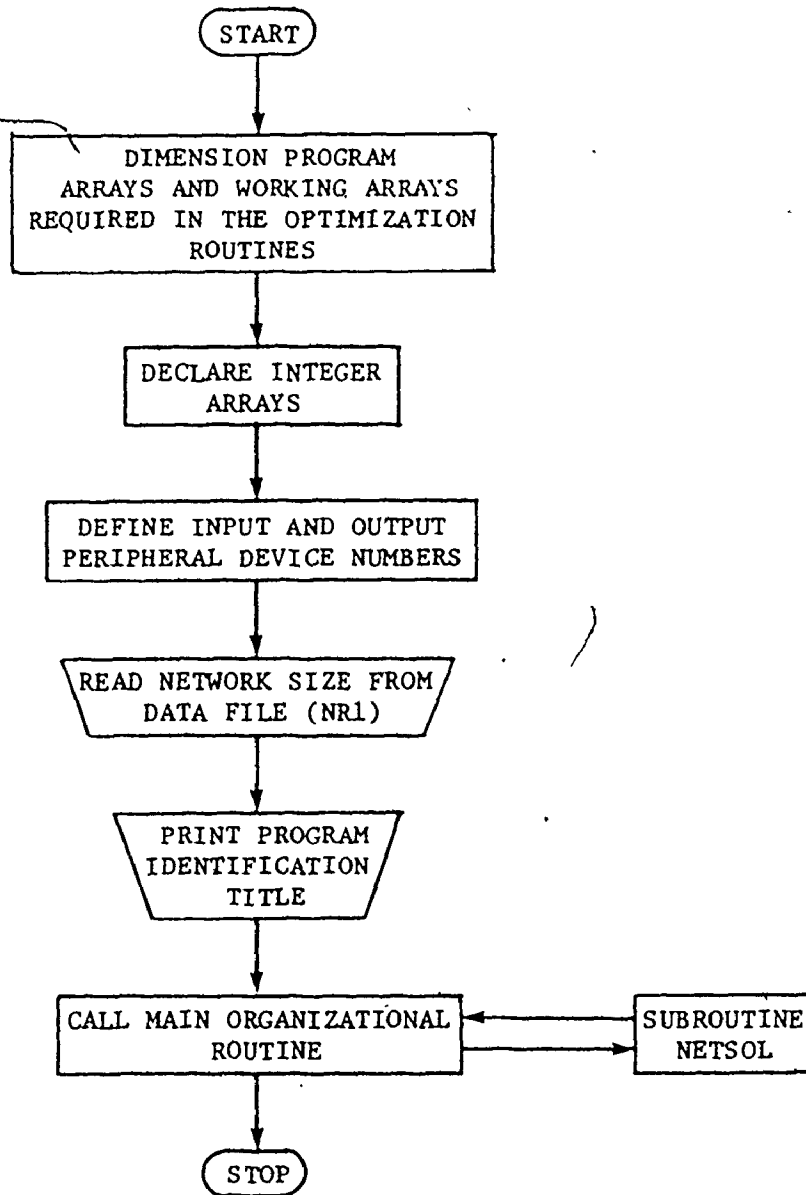 START
DIMENSION PROGRAM
ARRAYS AND WORKING ARRAYS
REQUIRED IN THE OPTIMIZATION
ROUTINES
DECLARE INTEGER
ARRAYS
DEFINE INPUT AND OUTPUT
PERIPHERAL DEVICE NUMBERS
READ NETWORK SIZE FROM
DATA FILE (NR1)
PRINT PROGRAM
IDENTIFICATION
TITLE
CALL MAIN ORGANIZATIONAL
ROUTINE
SUBROUTINE
NETSOL
STOP